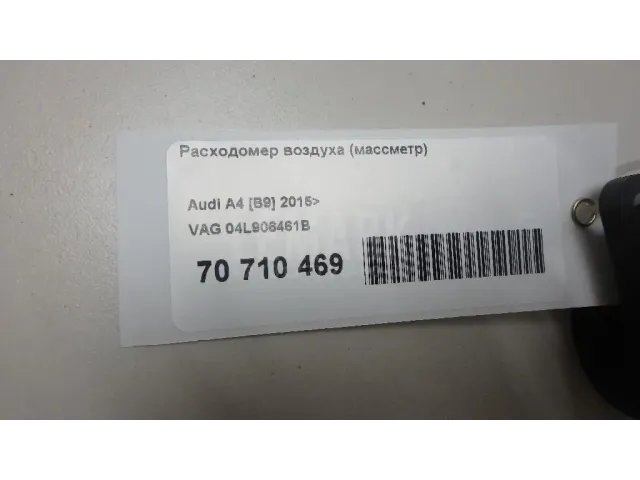 Расходомер воздуха (массметр)
Audi A4 [B9] 2015>
VAG 04L906461B
70 710 469